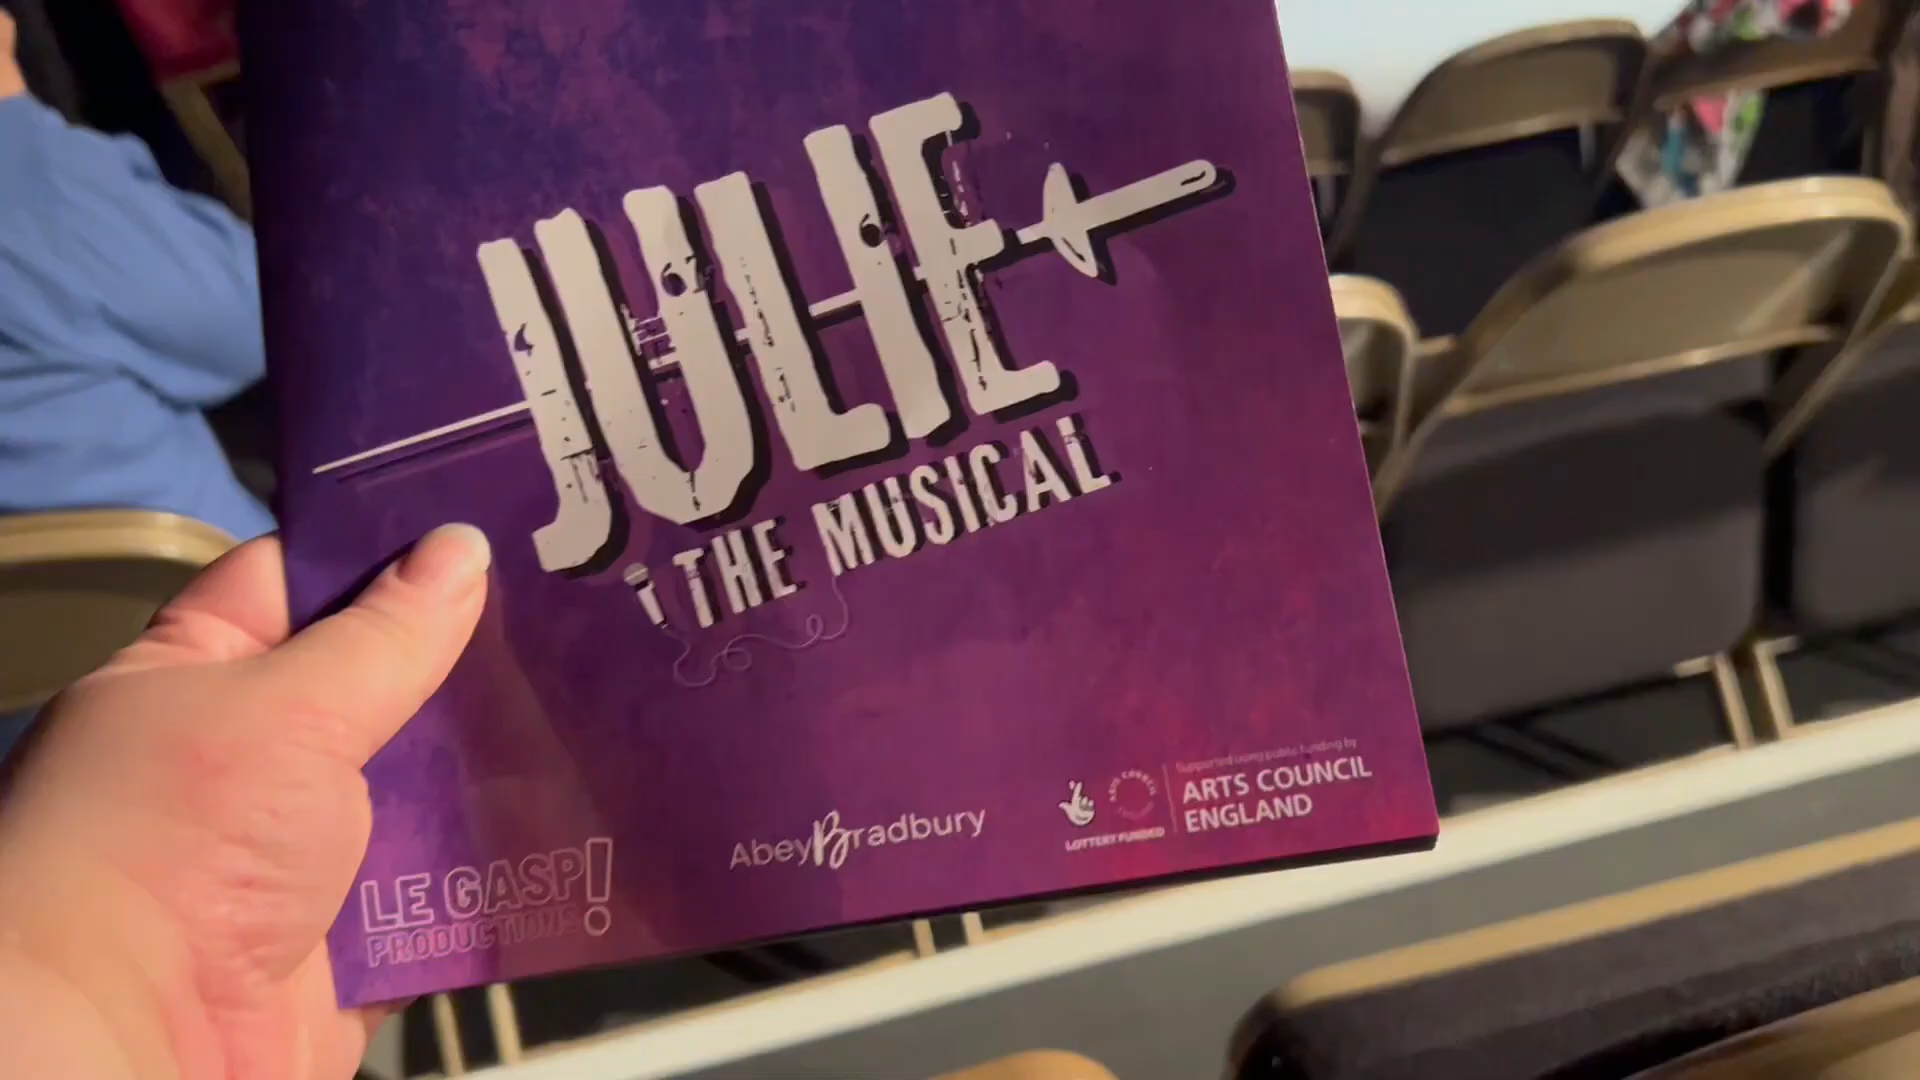 JULIE
THE MUSICAL
Supported using public funding by
ARTS COUNCIL
ENGLAND
LOTTERY FUNDED
AbeyBradbury
LE GASP!
PRODUCTIONS